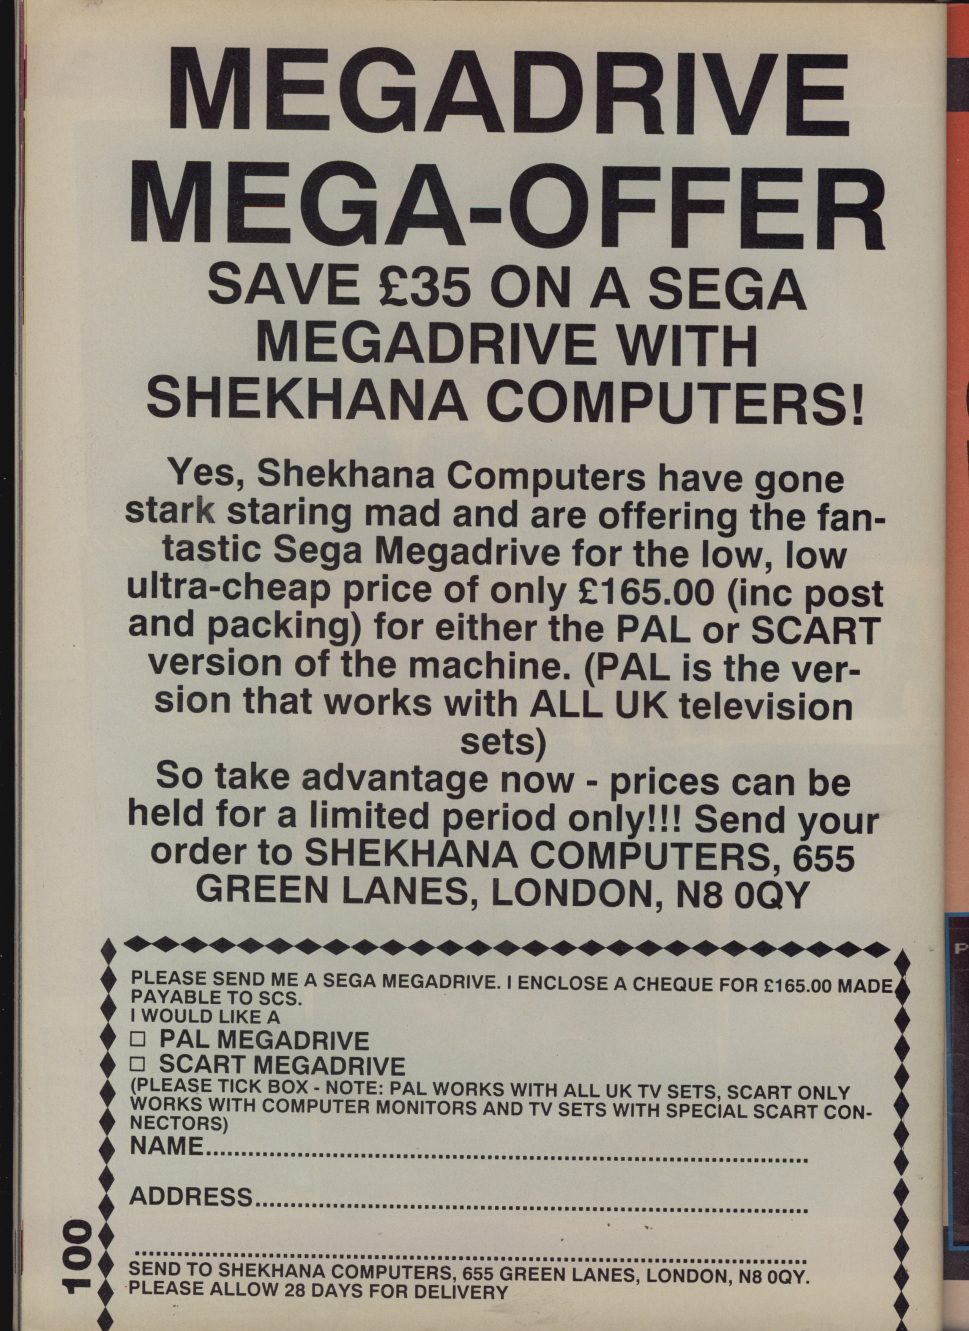 MEGADRIVE
MEGA-OFFER
SAVE £35 ON A SEGA
MEGADRIVE WITH
SHEKHANA COMPUTERS!
Yes, Shekhana Computers have gone
stark staring mad and are offering the fan-
tastic Sega Megadrive for the low, low
ultra-cheap price of only £165.00 (inc post
and packing) for either the PAL or SCART
version of the machine. (PAL is the ver-
sion that works with ALL UK television
sets)
So take advantage now - prices can be
held for a limited period only!!! Send your
order to SHEKHANA COMPUTERS, 655
GREEN LANES, LONDON, N8 0QY
PLEASE SEND ME A SEGA MEGADRIVE. I ENCLOSE A CHEQUE FOR £165.00 MADE
PAYABLE TO SCS.
I WOULD LIKE A
□ PAL MEGADRIVE
□ SCART MEGADRIVE
(PLEASE TICK BOX - NOTE: PAL WORKS WITH ALL UK TV SETS, SCART ONLY
WORKS WITH COMPUTER MONITORS AND TV SETS WITH SPECIAL SCART CON-
NECTORS)
NAME..........................................................................................
ADDRESS...................................................................................
....................................................................................................
SEND TO SHEKHANA COMPUTERS, 655 GREEN LANES, LONDON, N8 0QY.
PLEASE ALLOW 28 DAYS FOR DELIVERY
100